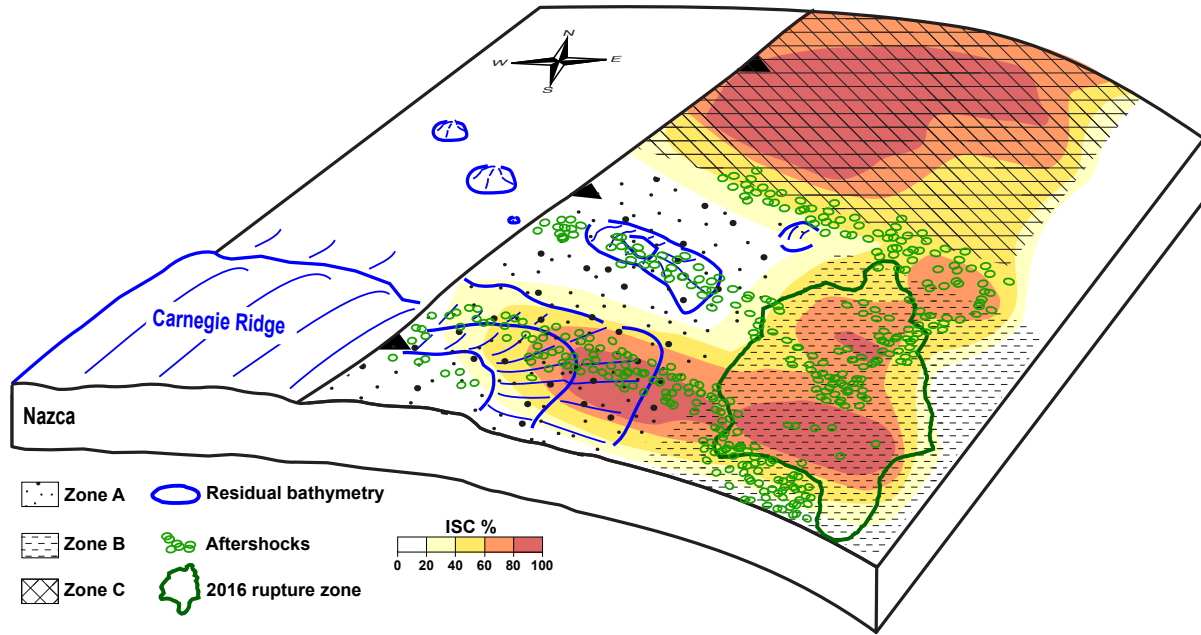 N
W E
S
Carnegie Ridge
Nazca
Zone A
Residual bathymetry
Zone B
Aftershocks
ISC %
0 20 40 60 80 100
Zone C
2016 rupture zone